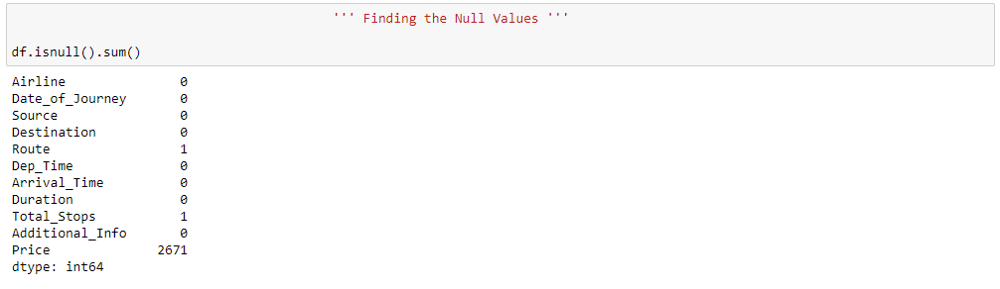 ''' Finding the Null Values '''
df.isnull().sum()
Airline 0
Date_of_Journey 0
Source 0
Destination 0
Route 1
Dep_Time 0
Arrival_Time 0
Duration 0
Total_Stops 1
Additional_Info 0
Price 2671
dtype: int64